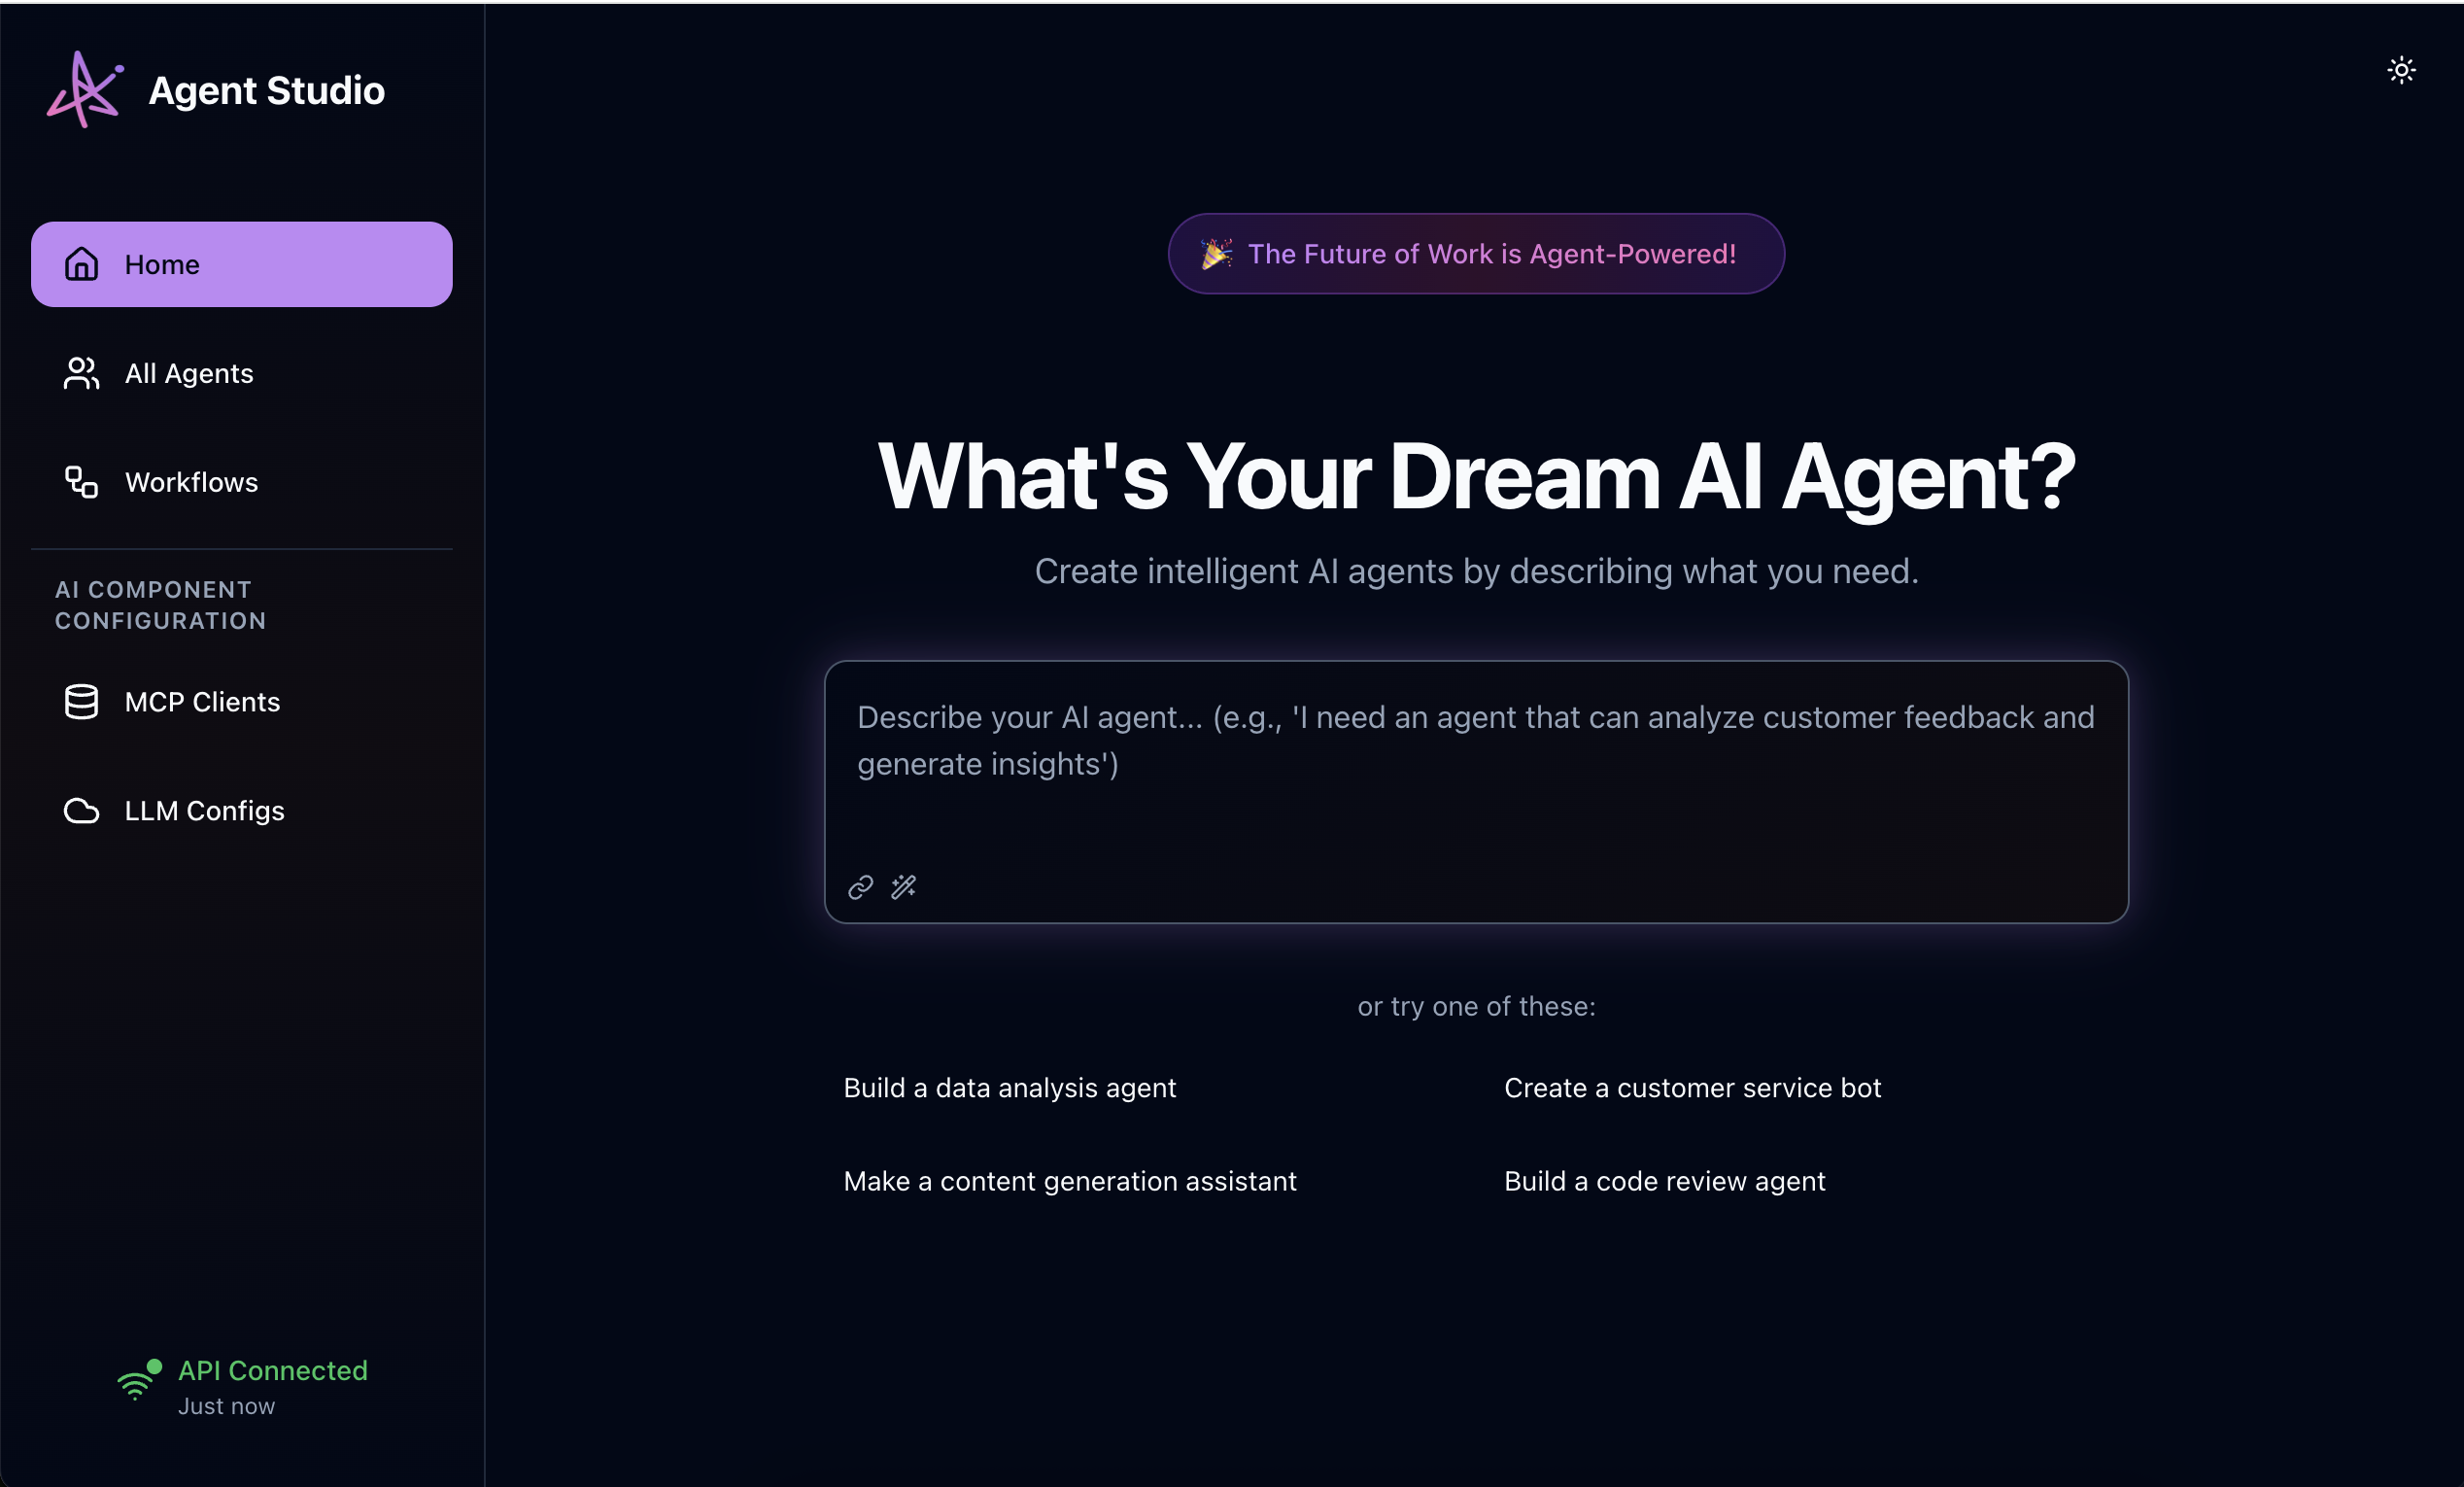 Agent Studio
Home
All Agents
Workflows
AI COMPONENT
CONFIGURATION
MCP Clients
LLM Configs
API Connected
Just now
🎉 The Future of Work is Agent-Powered!
What's Your Dream AI Agent?
Create intelligent AI agents by describing what you need.
Describe your AI agent... (e.g., 'I need an agent that can analyze customer feedback and
generate insights')
or try one of these:
Build a data analysis agent
Create a customer service bot
Make a content generation assistant
Build a code review agent